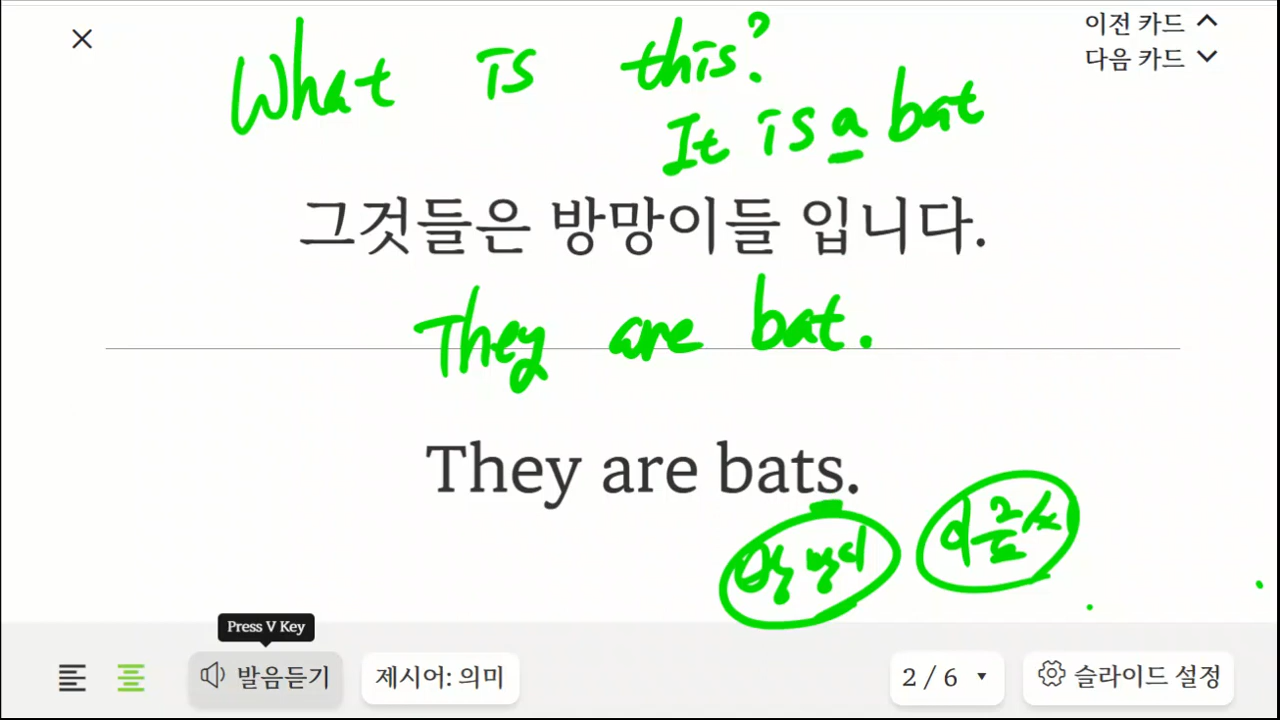 이전 카드
다음 카드
What is this?
It is a bat
그것들은 방망이들 입니다.
They are bat.
They are bats.
방망이
Press V Key
발음듣기
제시어: 의미
2 / 6
슬라이드 설정